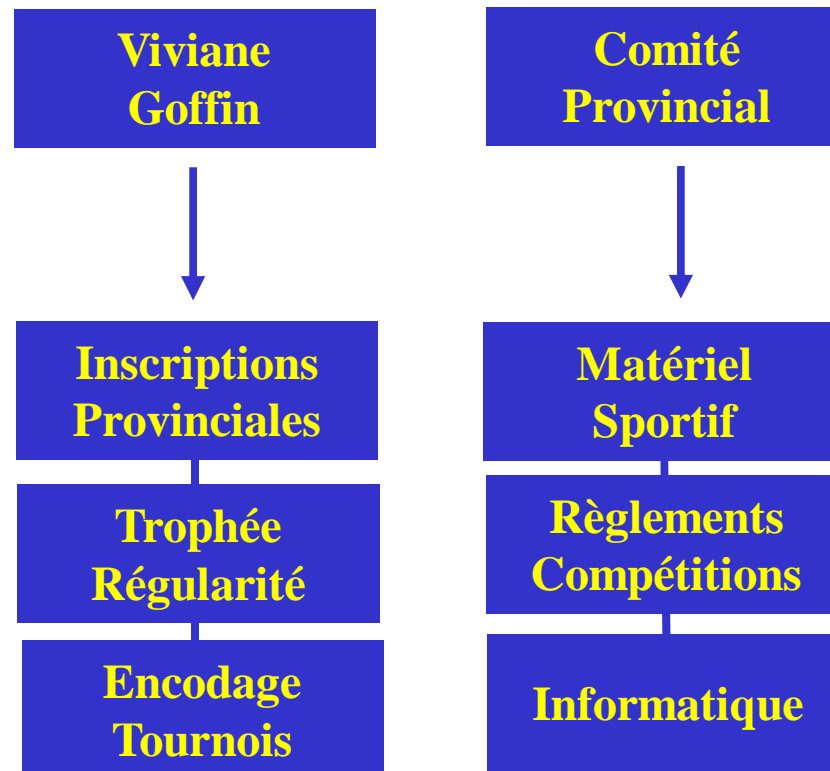 Viviane
Goffin
Inscriptions
Provinciales
Trophée
Régularité
Encodage
Tournois
Comité
Provincial
Matériel
Sportif
Règlements
Compétitions
Informatique